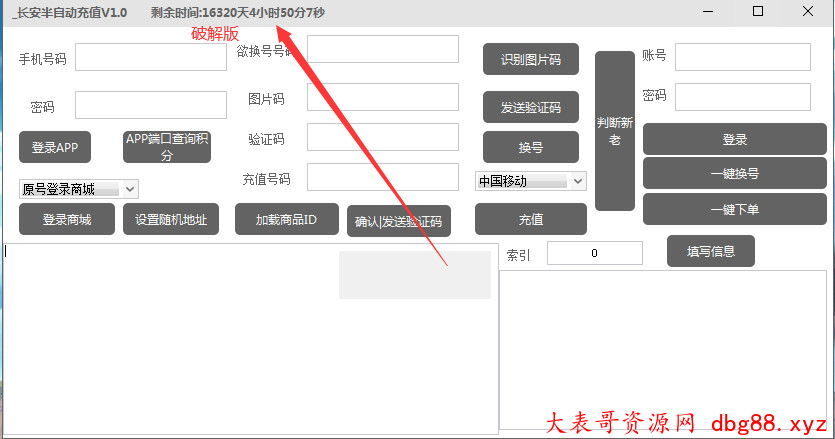 _长安半自动充值V1.0 剩余时间:16320天4小时50分7秒
破解版
手机号码 欲换号号码 识别图片码 账号
密码 图片码 发送验证码 判断新老 密码
登录APP APP端口查询积分 验证码 换号 登录
原号登录商城 充值号码 中国移动 一键换号
登录商城 设置随机地址 加载商品ID 确认|发送验证码 充值 一键下单
索引 0 填写信息
大表哥资源网 dbg88.xyz